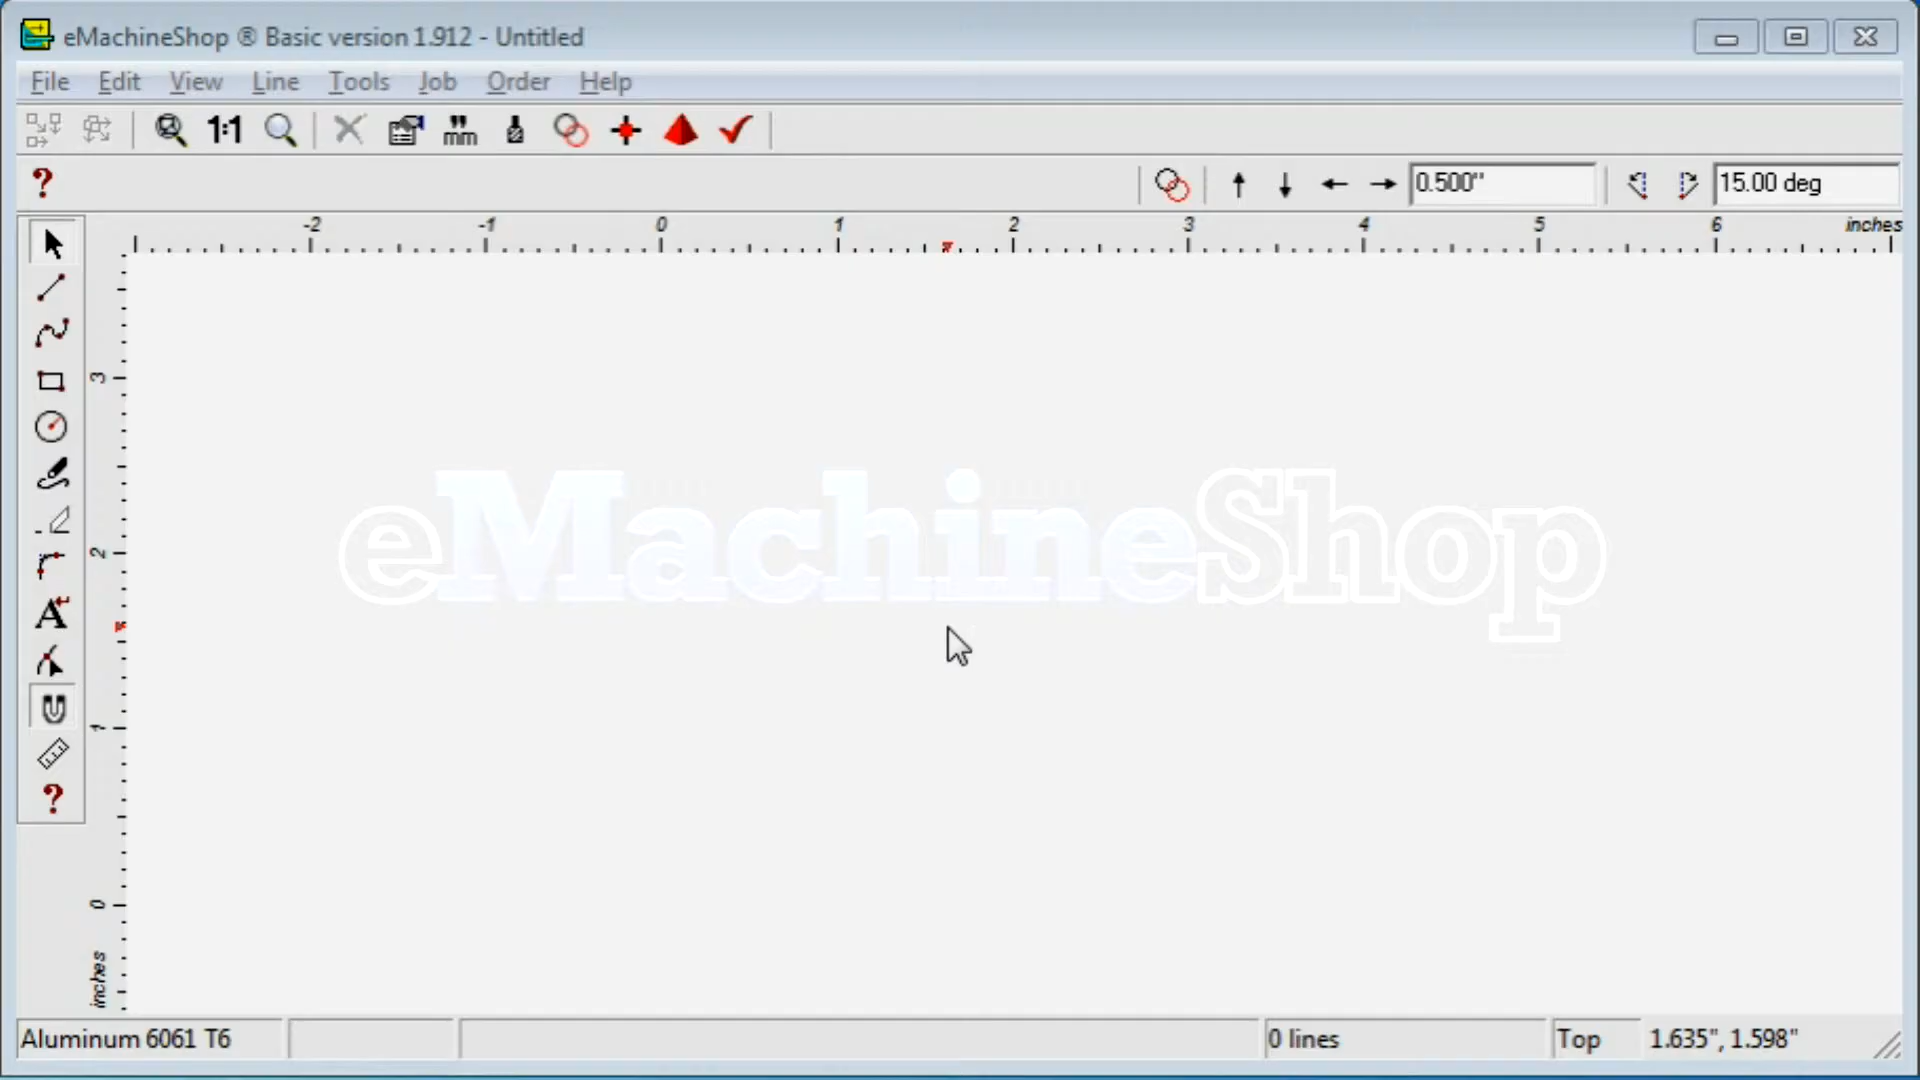 eMachineShop ® Basic version 1.912 - Untitled
File Edit View Line Tools Job Order Help
1:1 mm
? 0.500" 15.00 deg
-2 -1 0 1 2 3 4 5 6 inches
3
2
1
0
inches
A
?
eMachineShop
Aluminum 6061 T6 0 lines Top 1.635", 1.598"